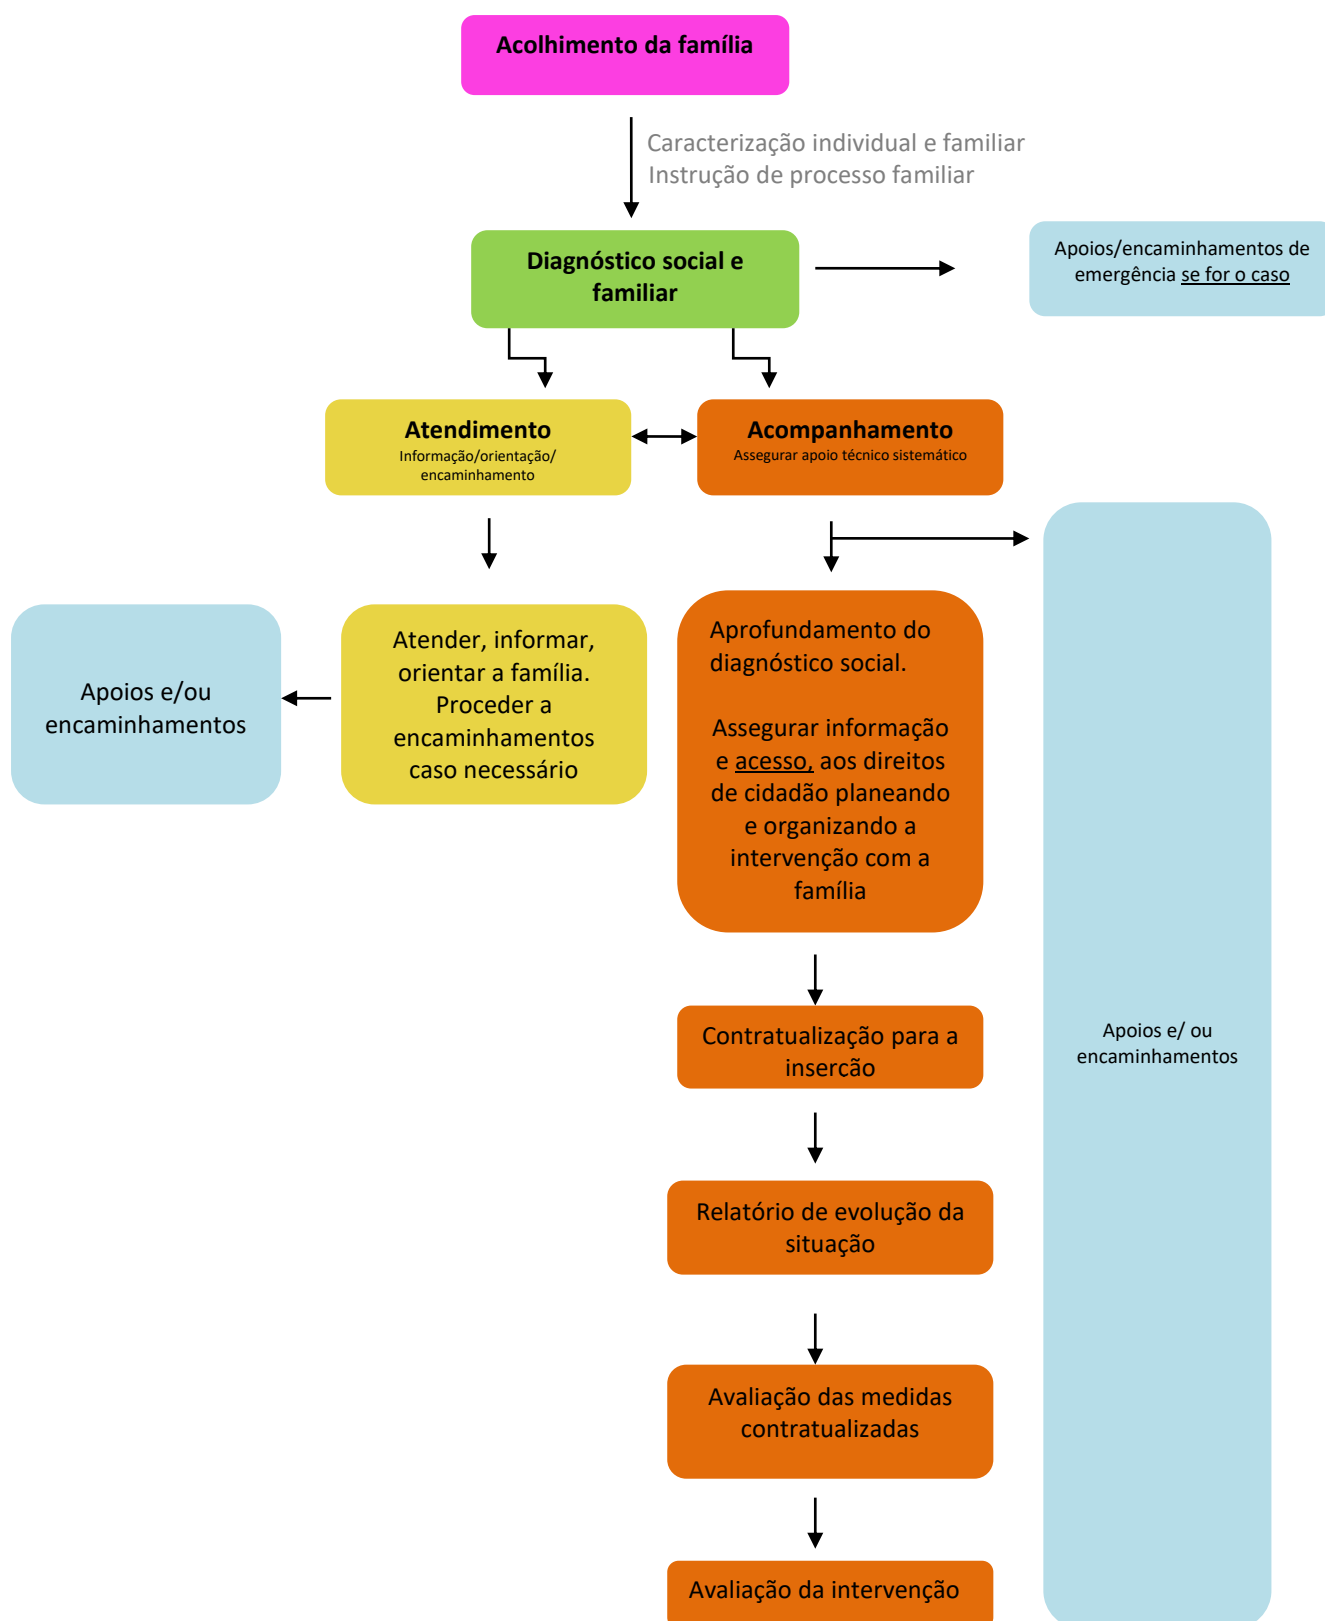 Acolhimento da família
Caracterização individual e familiar
Instrução de processo familiar
Diagnóstico social e
familiar
Apoios/encaminhamentos de
emergência se for o caso
Atendimento
Informação/orientação/
encaminhamento
Acompanhamento
Assegurar apoio técnico sistemático
Apoios e/ou
encaminhamentos
Atender, informar,
orientar a família.
Proceder a
encaminhamentos
caso necessário
Aprofundamento do
diagnóstico social.
Assegurar informação
e acesso, aos direitos
de cidadão planeando
e organizando a
intervenção com a
família
Contratualização para a
inserção
Apoios e/ ou
encaminhamentos
Relatório de evolução da
situação
Avaliação das medidas
contratualizadas
Avaliação da intervenção